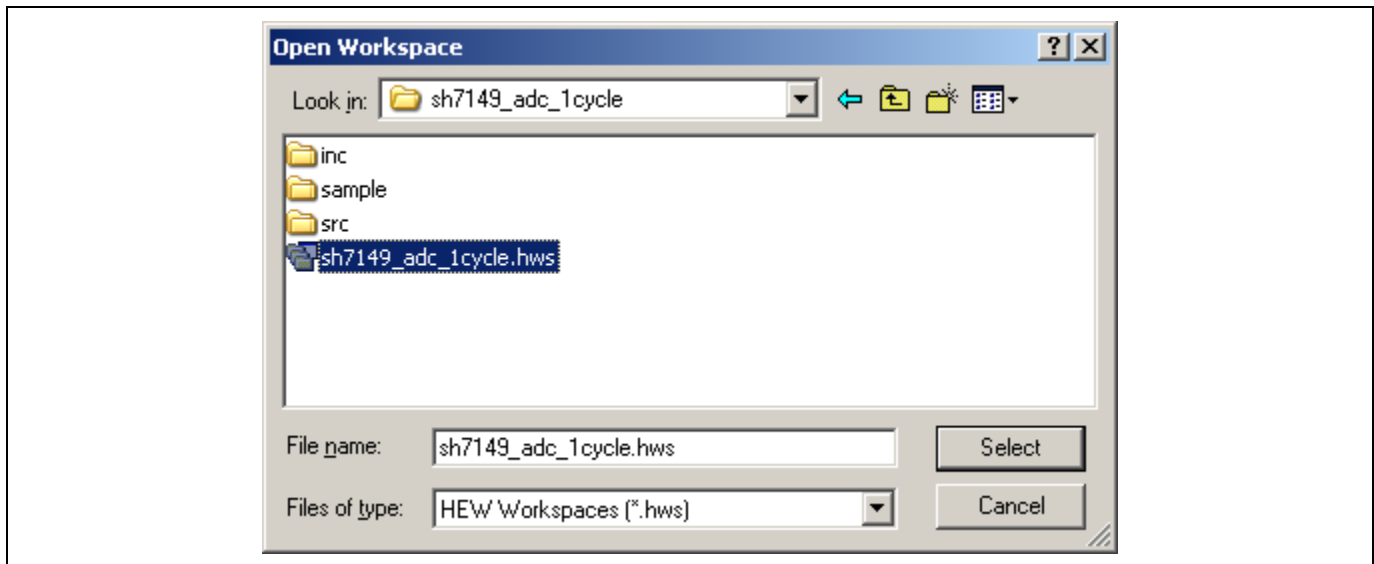 Open Workspace
Look in: sh7149_adc_1cycle
inc
sample
src
sh7149_adc_1cycle.hws
File name: sh7149_adc_1cycle.hws Select
Files of type: HEW Workspaces (*.hws) Cancel